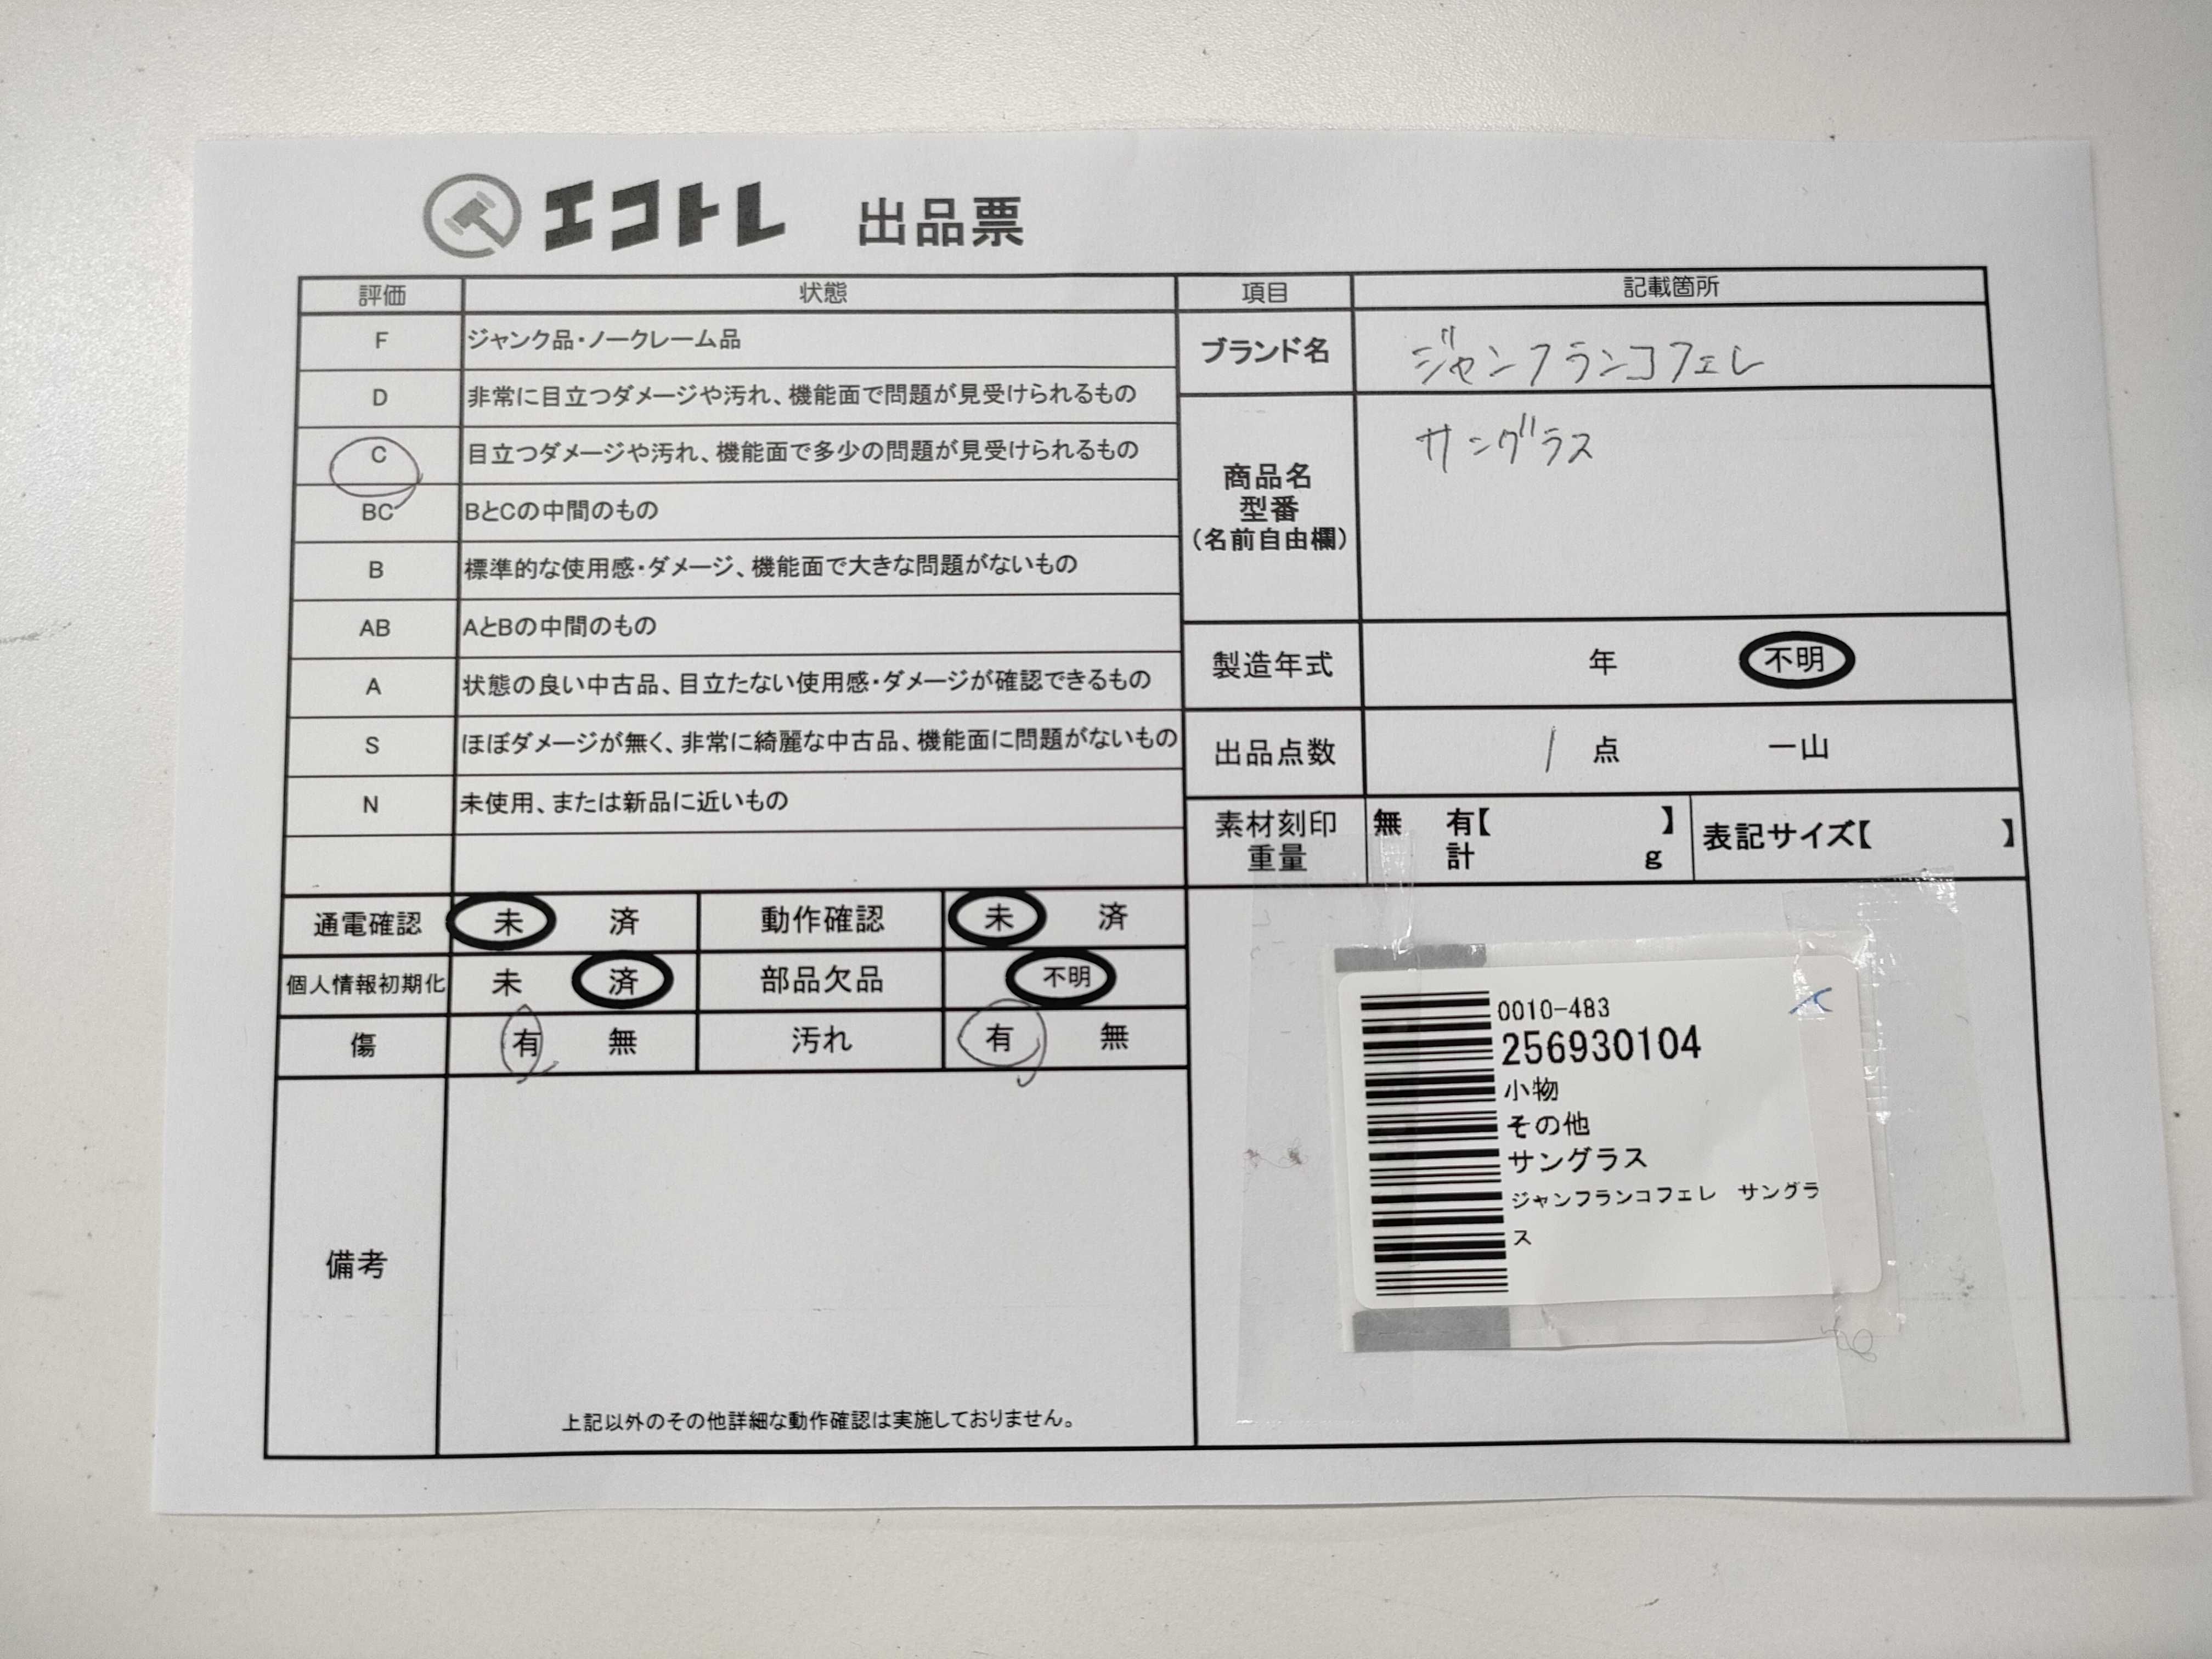 エコトレ 出品票
評価 状態
F ジャンク品・ノークレーム品
D 非常に目立つダメージや汚れ、機能面で問題が見受けられるもの
C 目立つダメージや汚れ、機能面で多少の問題が見受けられるもの
BC BとCの中間のもの
B 標準的な使用感・ダメージ、機能面で大きな問題がないもの
AB AとBの中間のもの
A 状態の良い中古品、目立たない使用感・ダメージが確認できるもの
S ほぼダメージが無く、非常に綺麗な中古品、機能面に問題がないもの
N 未使用、または新品に近いもの
通電確認 未 済 動作確認 未 済
個人情報初期化 未 済 部品欠品 不明
傷 有 無 汚れ 有 無
備考
上記以外のその他詳細な動作確認は実施しておりません。
項目 記載箇所
ブランド名 ジャンフランコフェレ
商品名
型番
(名前自由欄)
サングラス
製造年式 年 不明
出品点数 1 点 一山
素材刻印 無 有【 】 表記サイズ【 】
重量 計 g
0010-483
256930104
小物
その他
サングラス
ジャンフランコフェレ サングラ
ス